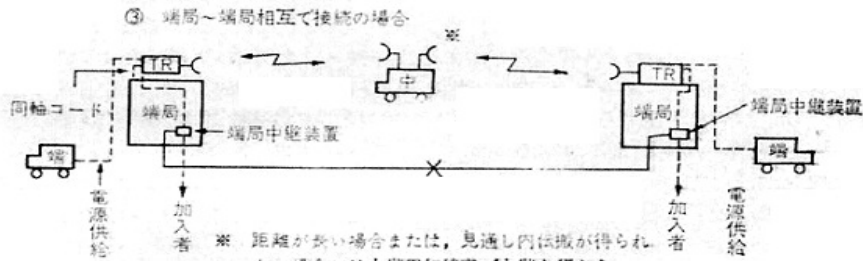 ③ 端局～端局相互で接続の場合
※
TR
中
TR
同軸コード
端局
端局中継装置
端局
端局中継装置
端
端
電源供給
加入者
加入者
電源供給
※ 距離が長い場合または，見通し内伝搬が得られ